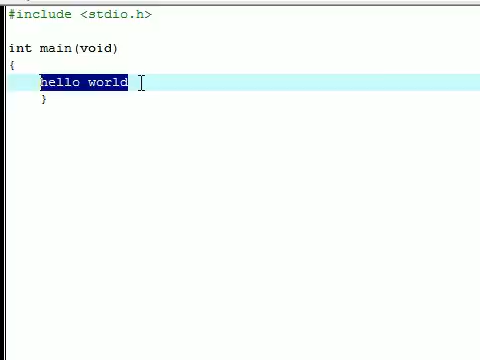 #include <stdio.h>
int main(void)
{
hello world
}